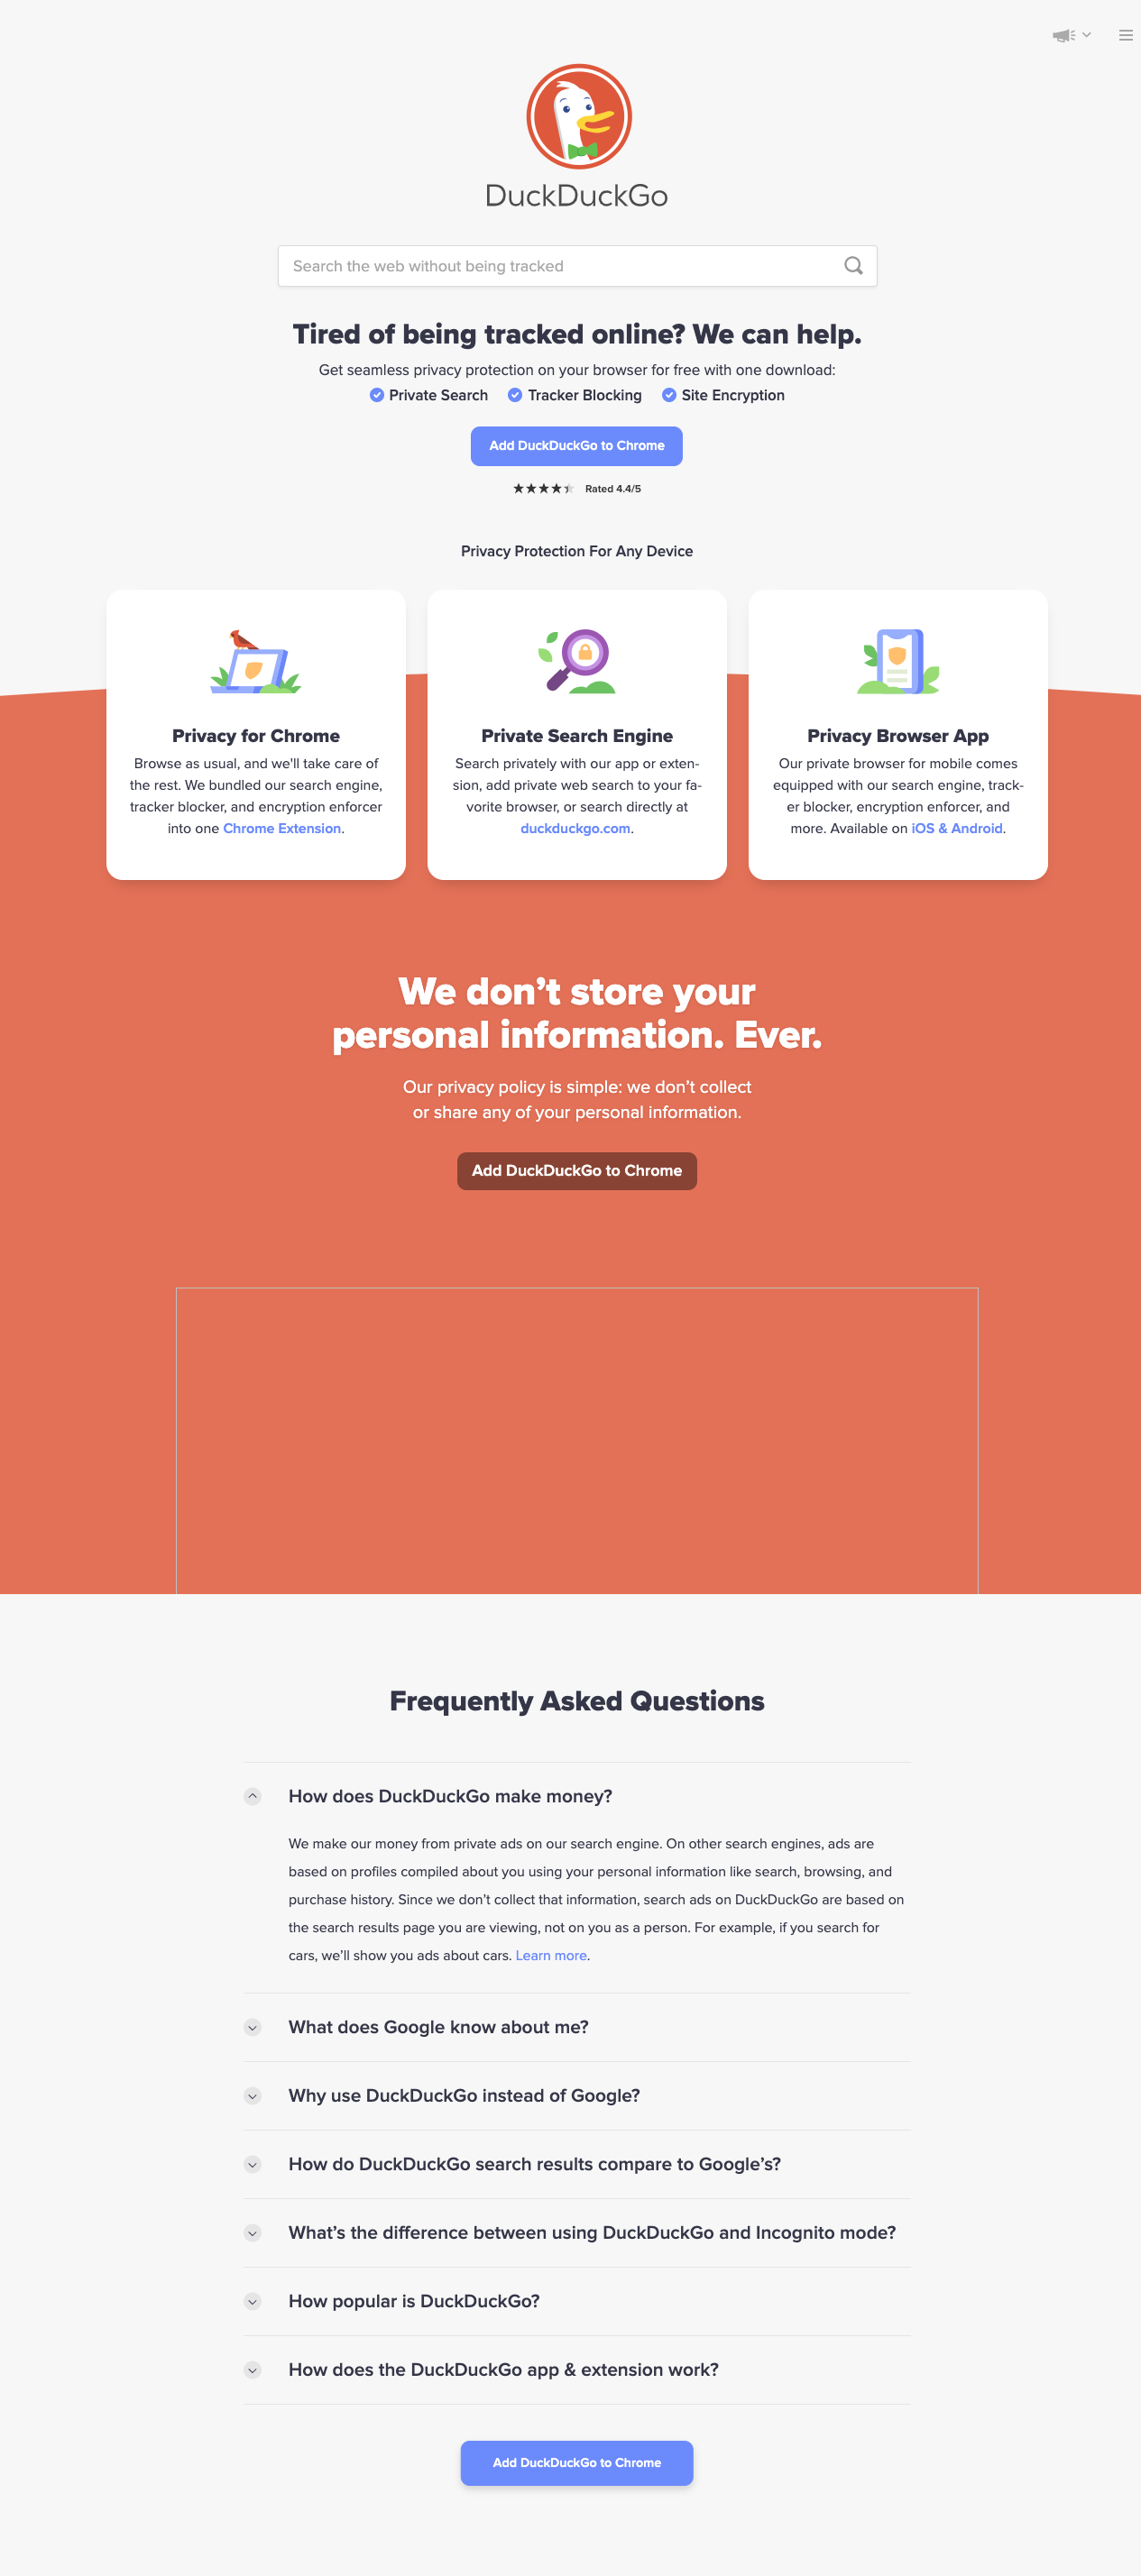 DuckDuckGo
Search the web without being tracked
Tired of being tracked online? We can help.
Get seamless privacy protection on your browser for free with one download:
Private Search Tracker Blocking Site Encryption
Add DuckDuckGo to Chrome
Rated 4.4/5
Privacy Protection For Any Device
Privacy for Chrome
Browse as usual, and we'll take care of
the rest. We bundled our search engine,
tracker blocker, and encryption enforcer
into one Chrome Extension.
Private Search Engine
Search privately with our app or exten-
sion, add private web search to your fa-
vorite browser, or search directly at
duckduckgo.com.
Privacy Browser App
Our private browser for mobile comes
equipped with our search engine, track-
er blocker, encryption enforcer, and
more. Available on iOS & Android.
We don’t store your
personal information. Ever.
Our privacy policy is simple: we don’t collect
or share any of your personal information.
Add DuckDuckGo to Chrome
Frequently Asked Questions
How does DuckDuckGo make money?
We make our money from private ads on our search engine. On other search engines, ads are
based on profiles compiled about you using your personal information like search, browsing, and
purchase history. Since we don’t collect that information, search ads on DuckDuckGo are based on
the search results page you are viewing, not on you as a person. For example, if you search for
cars, we’ll show you ads about cars. Learn more.
What does Google know about me?
Why use DuckDuckGo instead of Google?
How do DuckDuckGo search results compare to Google’s?
What’s the difference between using DuckDuckGo and Incognito mode?
How popular is DuckDuckGo?
How does the DuckDuckGo app & extension work?
Add DuckDuckGo to Chrome